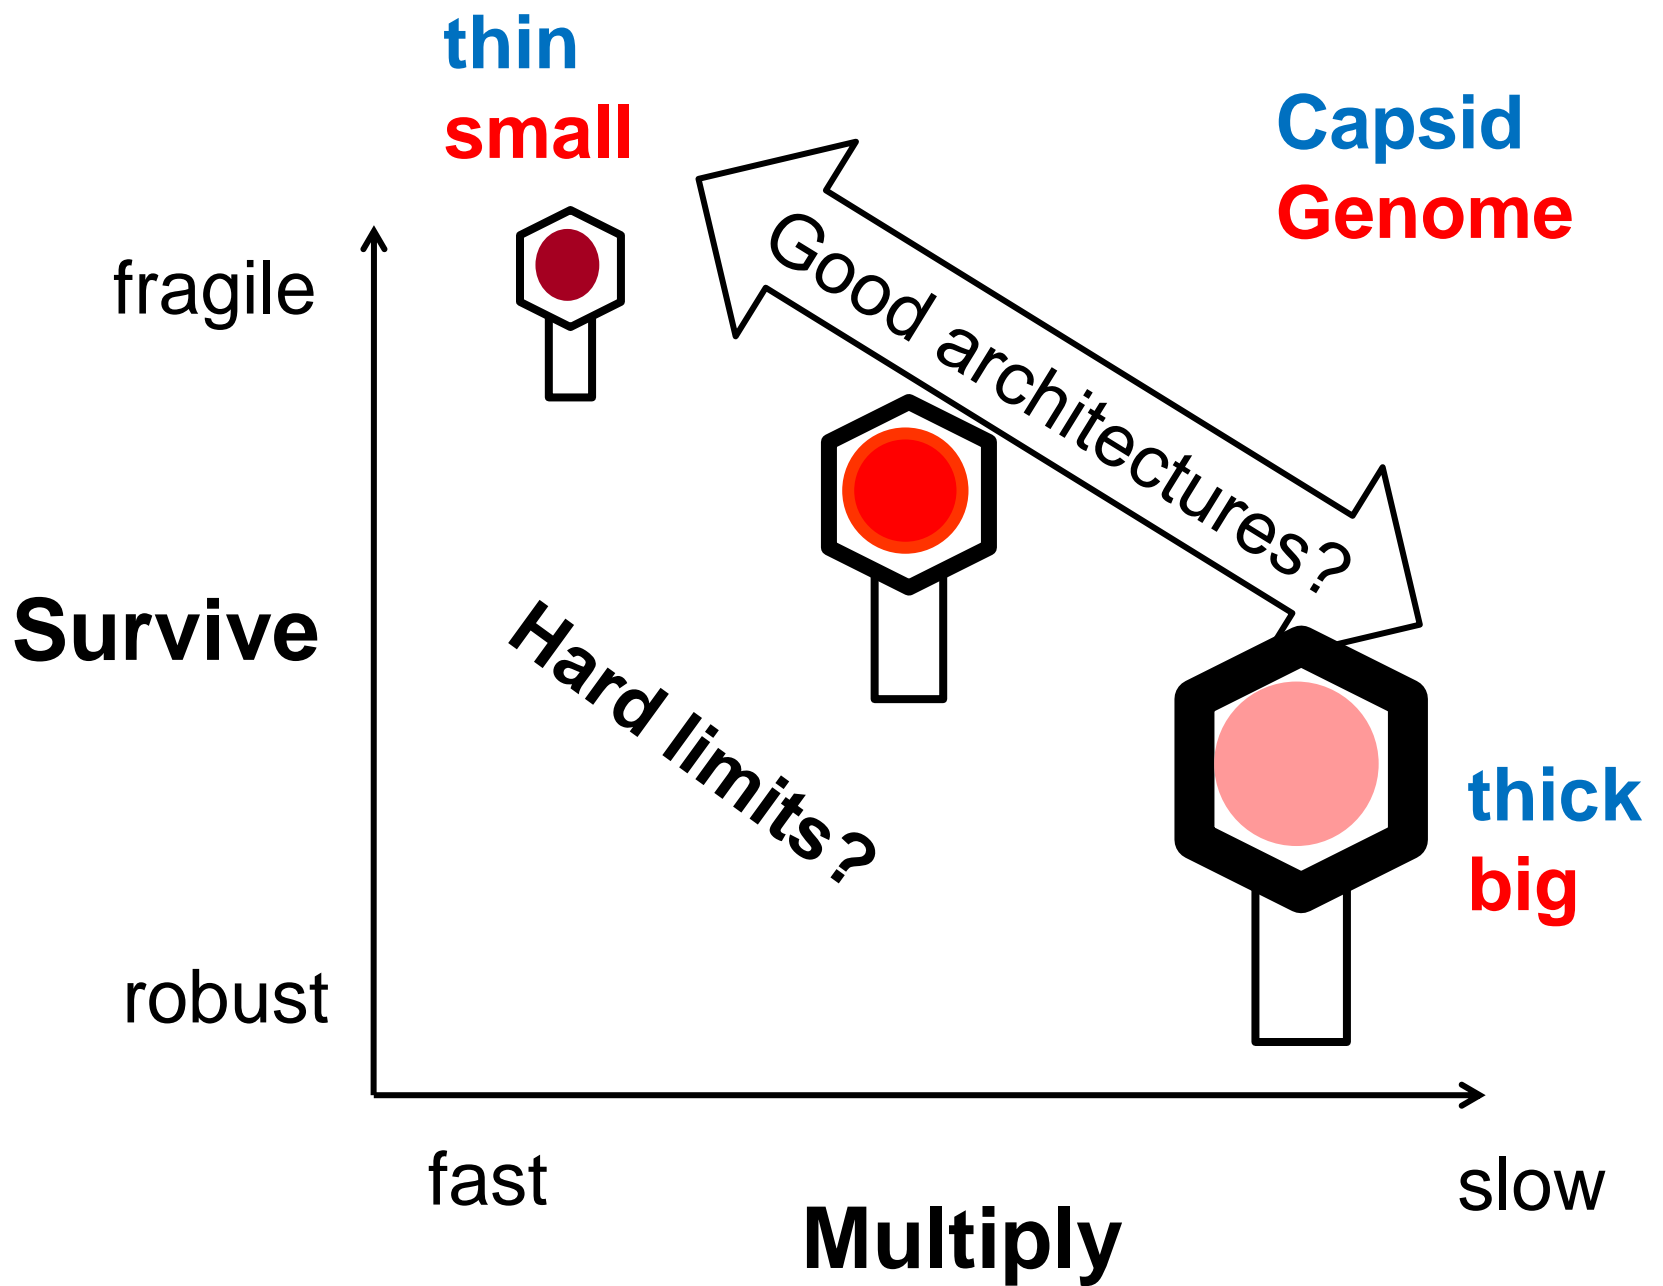 thin
small
Capsid
Genome
Good architectures?
fragile
Survive
Hard limits?
thick
big
robust
fast
slow
Multiply